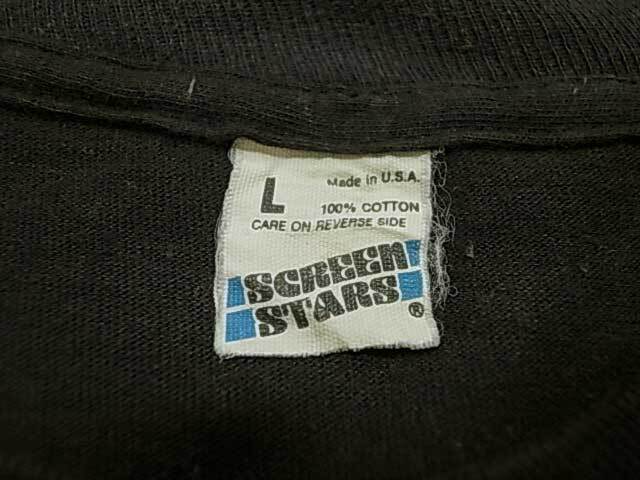 L
Made in U.S.A.
100% COTTON
CARE ON REVERSE SIDE
SCREEN
STARS
®